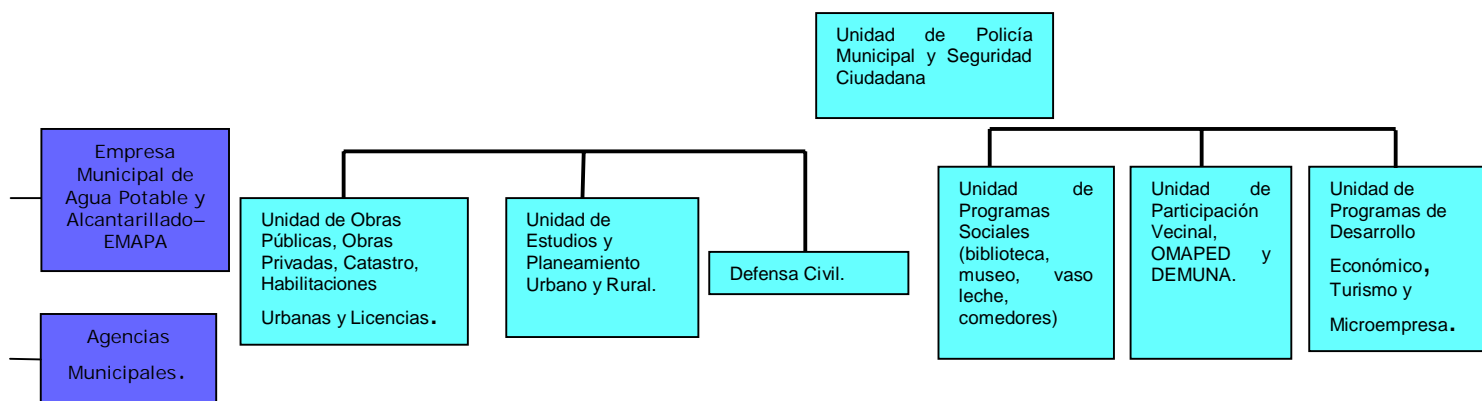 Unidad de Policía
Municipal y Seguridad
Ciudadana
Empresa
Municipal de
Agua Potable y
Alcantarillado–
EMAPA
Agencias
Municipales.
Unidad de Obras
Públicas, Obras
Privadas, Catastro,
Habilitaciones
Urbanas y Licencias.
Unidad de
Estudios y
Planeamiento
Urbano y Rural.
Defensa Civil.
Unidad de
Programas
Sociales
(biblioteca,
museo, vaso
leche,
comedores)
Unidad de
Participación
Vecinal,
OMAPED y
DEMUNA.
Unidad de
Programas de
Desarrollo
Económico,
Turismo y
Microempresa.